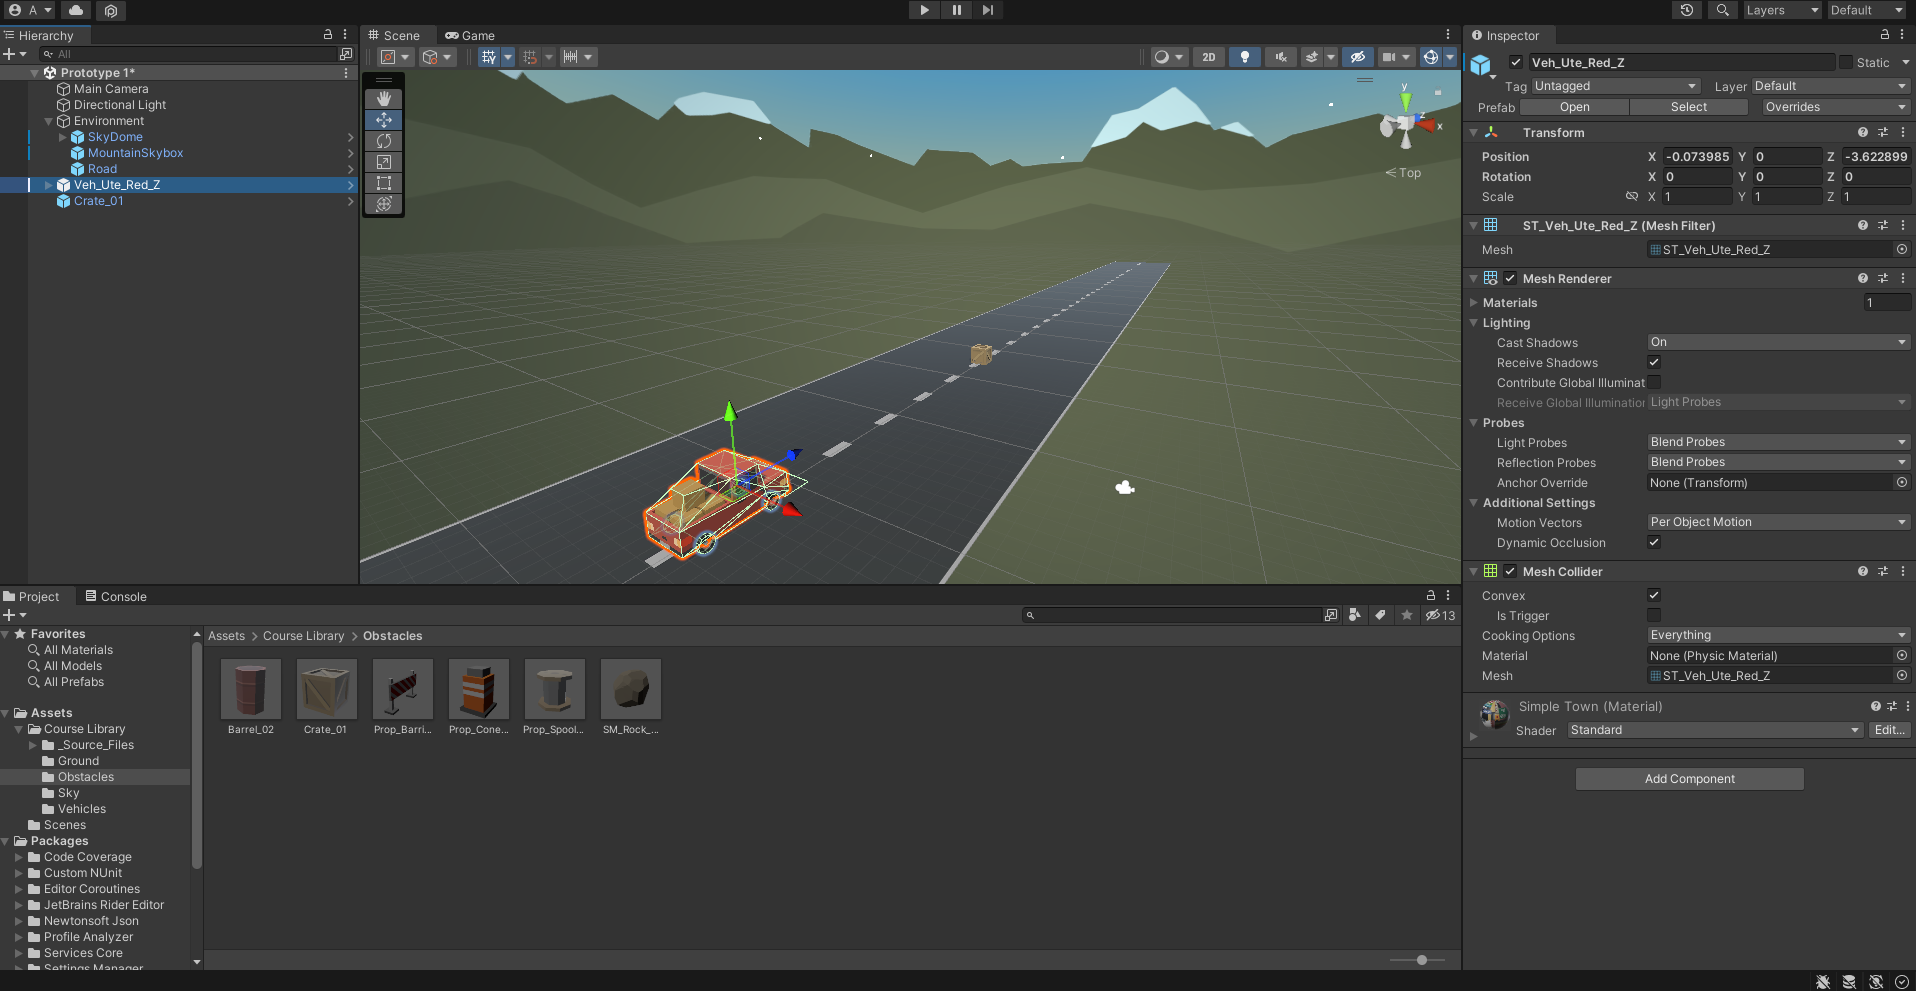 A
Layers
Default
Hierarchy
All
Prototype 1*
Main Camera
Directional Light
Environment
SkyDome
MountainSkybox
Road
Veh_Ute_Red_Z
Crate_01
Scene
Game
2D
y
z
x
Top
Inspector
Veh_Ute_Red_Z
Static
Tag Untagged
Layer Default
Prefab Open Select Overrides
Transform
Position X -0.073985 Y 0 Z -3.622899
Rotation X 0 Y 0 Z 0
Scale X 1 Y 1 Z 1
ST_Veh_Ute_Red_Z (Mesh Filter)
Mesh ST_Veh_Ute_Red_Z
Mesh Renderer
Materials 1
Lighting
Cast Shadows On
Receive Shadows
Contribute Global Illuminat
Receive Global Illumination Light Probes
Probes
Light Probes Blend Probes
Reflection Probes Blend Probes
Anchor Override None (Transform)
Additional Settings
Motion Vectors Per Object Motion
Dynamic Occlusion
Mesh Collider
Convex
Is Trigger
Cooking Options Everything
Material None (Physic Material)
Mesh ST_Veh_Ute_Red_Z
Simple Town (Material)
Shader Standard Edit...
Add Component
Project
Console
13
Favorites
All Materials
All Models
All Prefabs
Assets
Course Library
_Source_Files
Ground
Obstacles
Sky
Vehicles
Scenes
Packages
Code Coverage
Custom NUnit
Editor Coroutines
JetBrains Rider Editor
Newtonsoft Json
Profile Analyzer
Services Core
Settings Manager
Assets > Course Library > Obstacles
Barrel_02
Crate_01
Prop_Barri...
Prop_Cone...
Prop_Spool...
SM_Rock_...